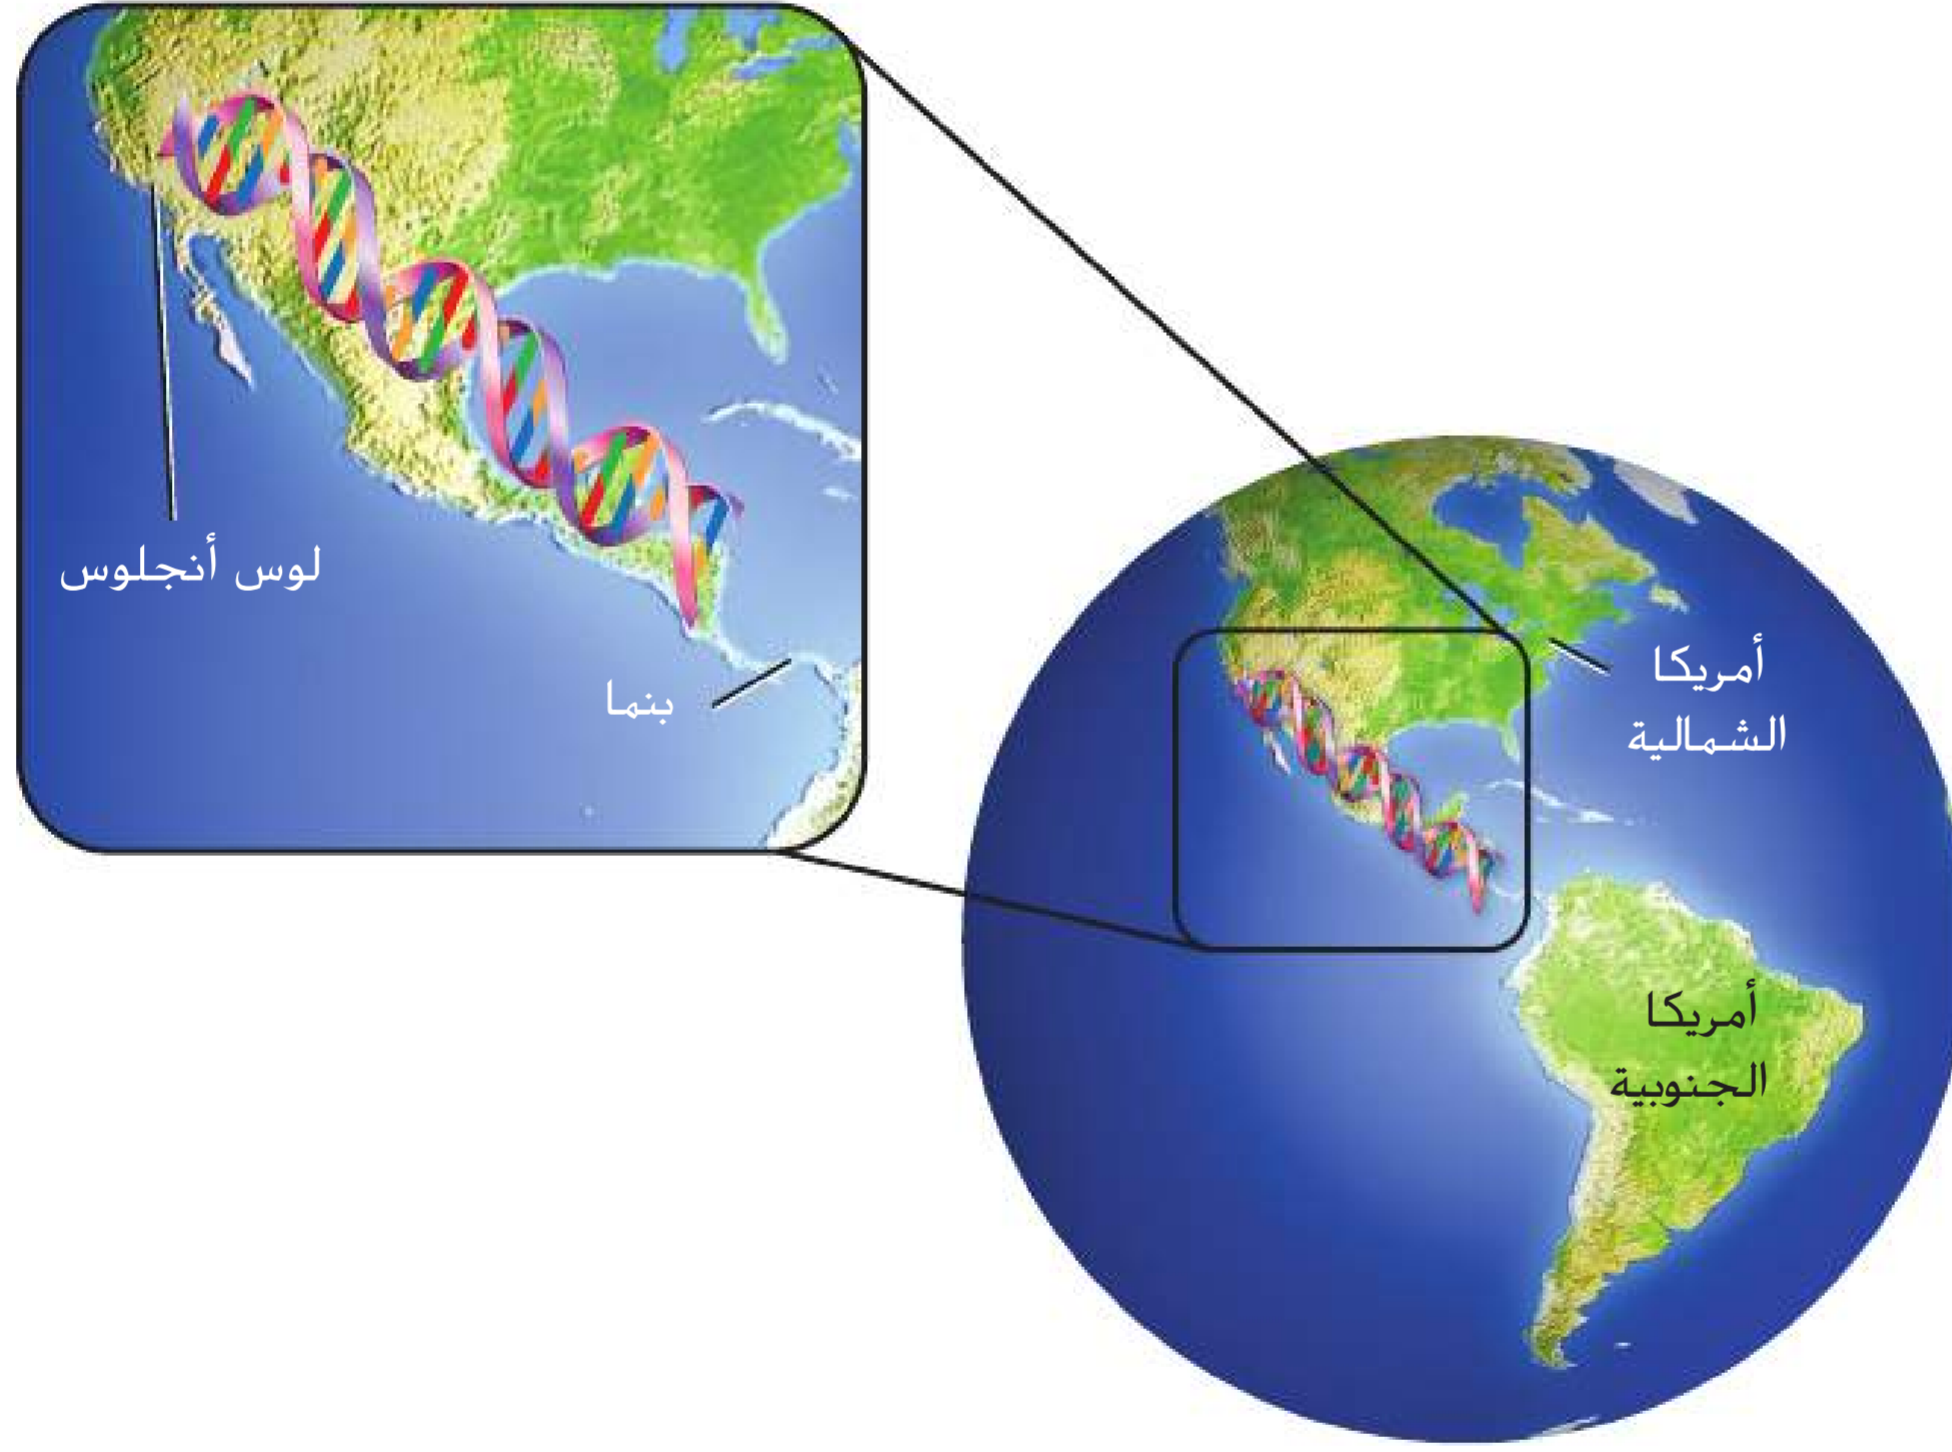 لوس أنجلوس
بنما
أمريكا
الشمالية
أمريكا
الجنوبية